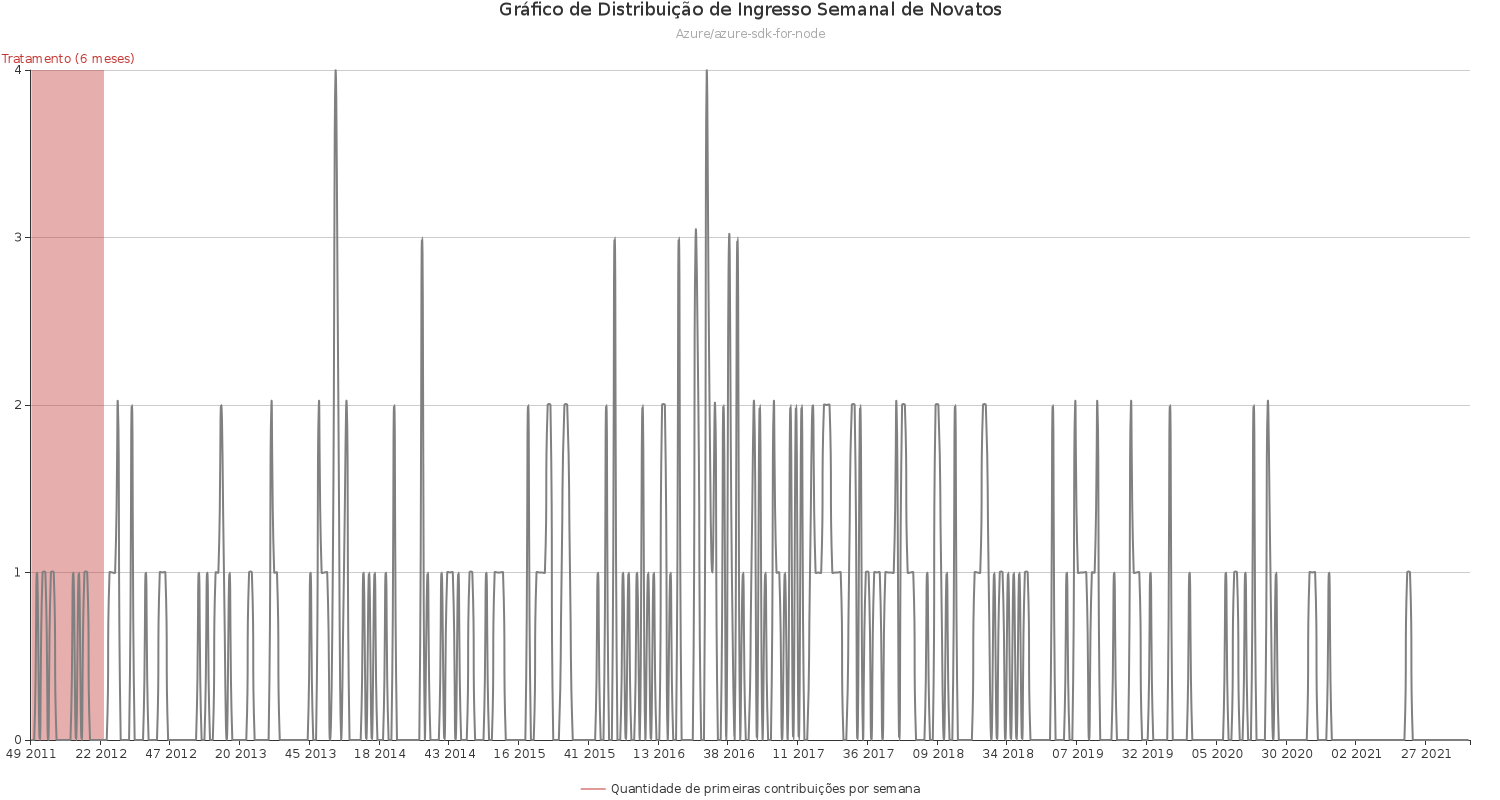 Gráfico de Distribuição de Ingresso Semanal de Novatos
Azure/azure-sdk-for-node
Tratamento (6 meses)
4
3
2
1
0
49 2011 22 2012 47 2012 20 2013 45 2013 18 2014 43 2014 16 2015 41 2015 13 2016 38 2016 11 2017 36 2017 09 2018 34 2018 07 2019 32 2019 05 2020 30 2020 02 2021 27 2021
Quantidade de primeiras contribuições por semana